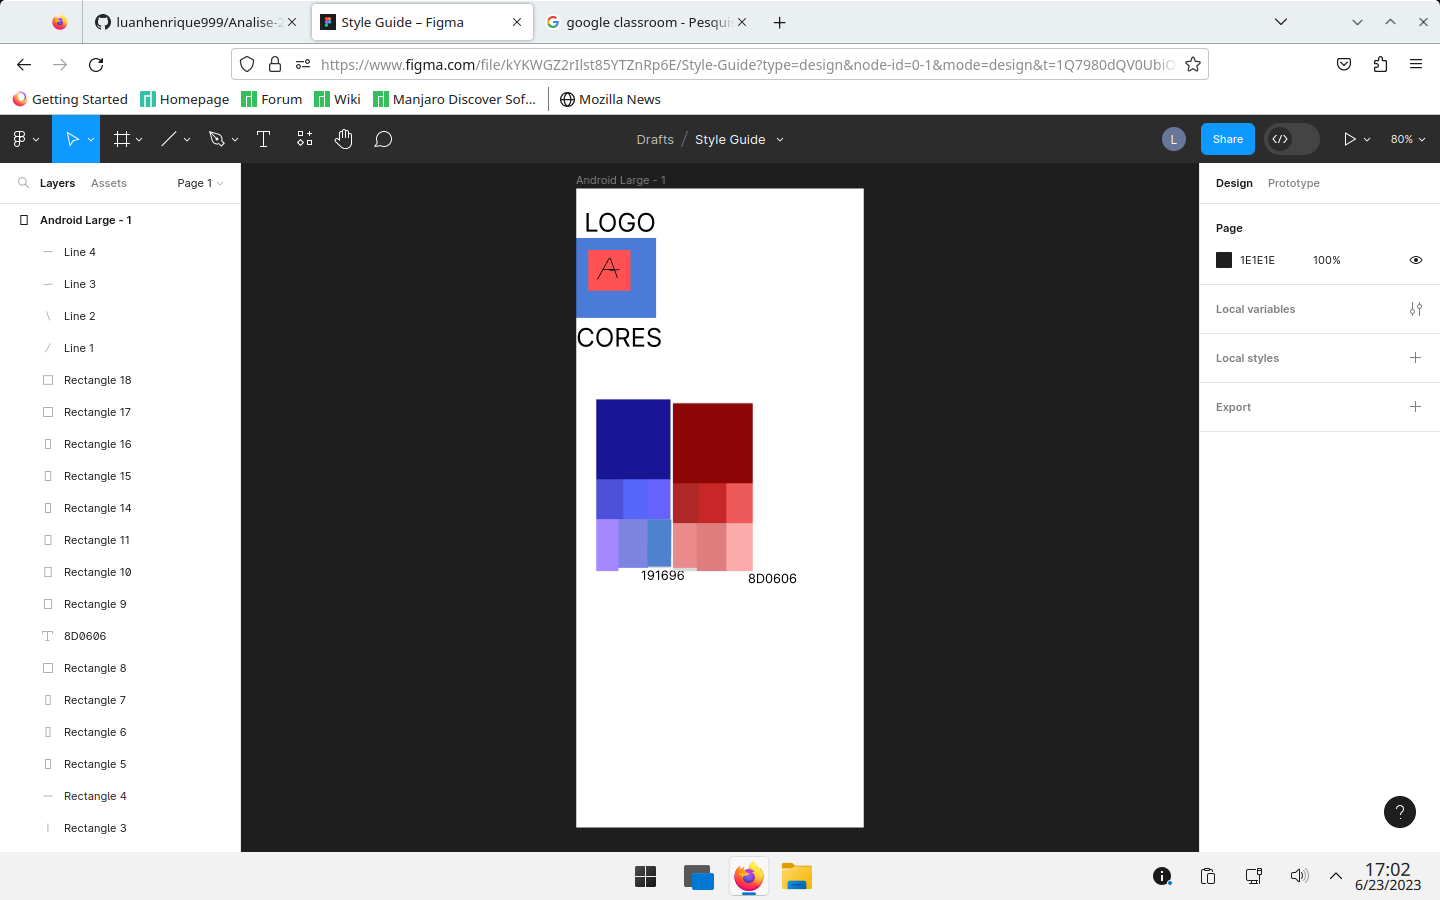 luanhenrique999/Analise-2
Style Guide – Figma
google classroom - Pesquis
https://www.figma.com/file/kYKWGZ2rIlst85YTZnRp6E/Style-Guide?type=design&node-id=0-1&mode=design&t=1Q7980dQV0UbiO
Getting Started
Homepage
Forum
Wiki
Manjaro Discover Sof...
Mozilla News
Drafts / Style Guide
L
Share
80%
Layers
Assets
Page 1
Android Large - 1
Line 4
Line 3
Line 2
Line 1
Rectangle 18
Rectangle 17
Rectangle 16
Rectangle 15
Rectangle 14
Rectangle 11
Rectangle 10
Rectangle 9
8D0606
Rectangle 8
Rectangle 7
Rectangle 6
Rectangle 5
Rectangle 4
Rectangle 3
Android Large - 1
LOGO
A
CORES
191696
8D0606
Design
Prototype
Page
1E1E1E
100%
Local variables
Local styles
Export
?
17:02
6/23/2023